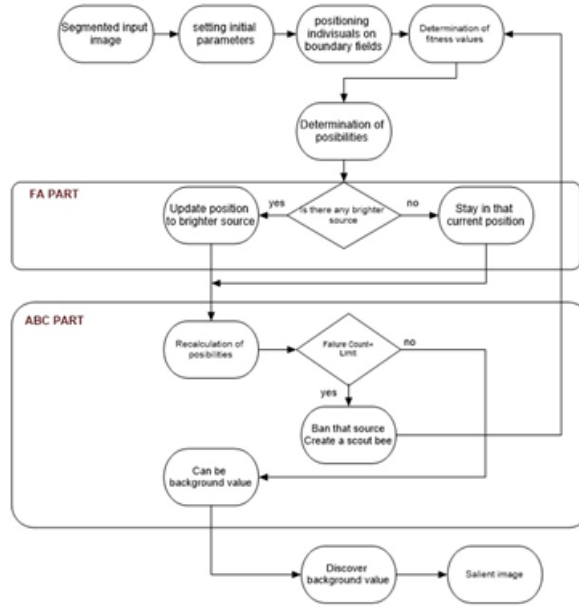 Segmented input
image
setting initial
parameters
positioning
indivisuals on
boundary fields
Determination
of fitness values
Determination of
posibilities
FA PART
Update position
to brighter source
yes
Is there any brighter
source
no
Stay in that
current position
ABC PART
Recalculation of
posibilities
Failure Count=
Limit
no
yes
Ban that source
Create a scout bee
Can be
background value
Discover
background value
Salient image